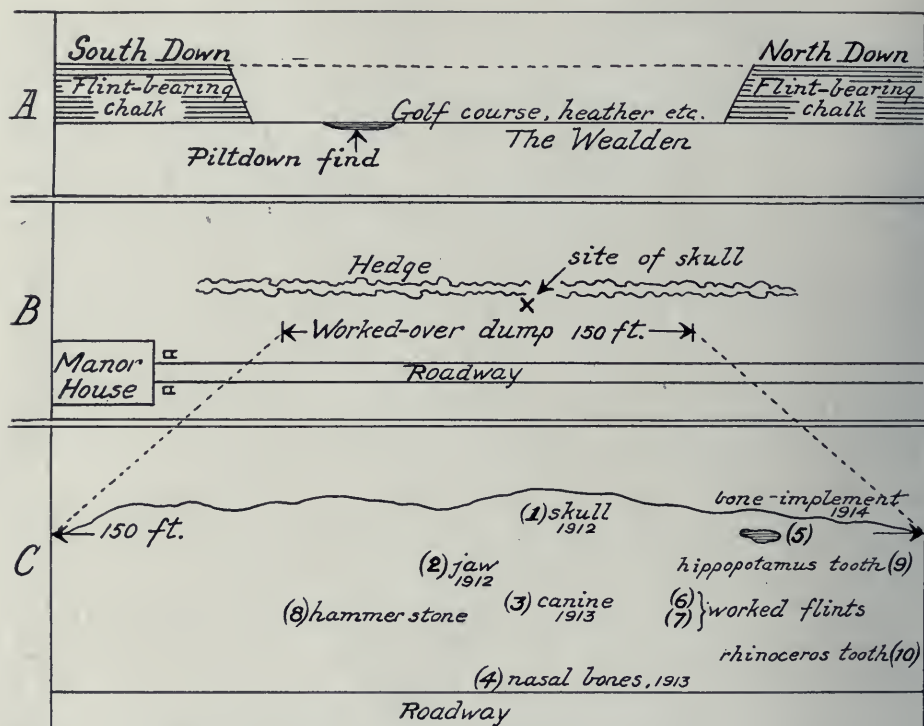 A
South Down
North Down
Flint-bearing
chalk
Flint-bearing
chalk
Golf course, heather etc.
The Wealden
Piltdown find
B
Hedge
site of skull
X
Worked-over dump 150 ft.
Manor
House
Roadway
C
150 ft.
(1) skull
1912
bone-implement
1914
(5)
(2) jaw
1912
hippopotamus tooth (9)
(8) hammer stone
(3) canine
1913
(6)
(7)
worked flints
rhinoceros tooth (10)
(4) nasal bones, 1913
Roadway